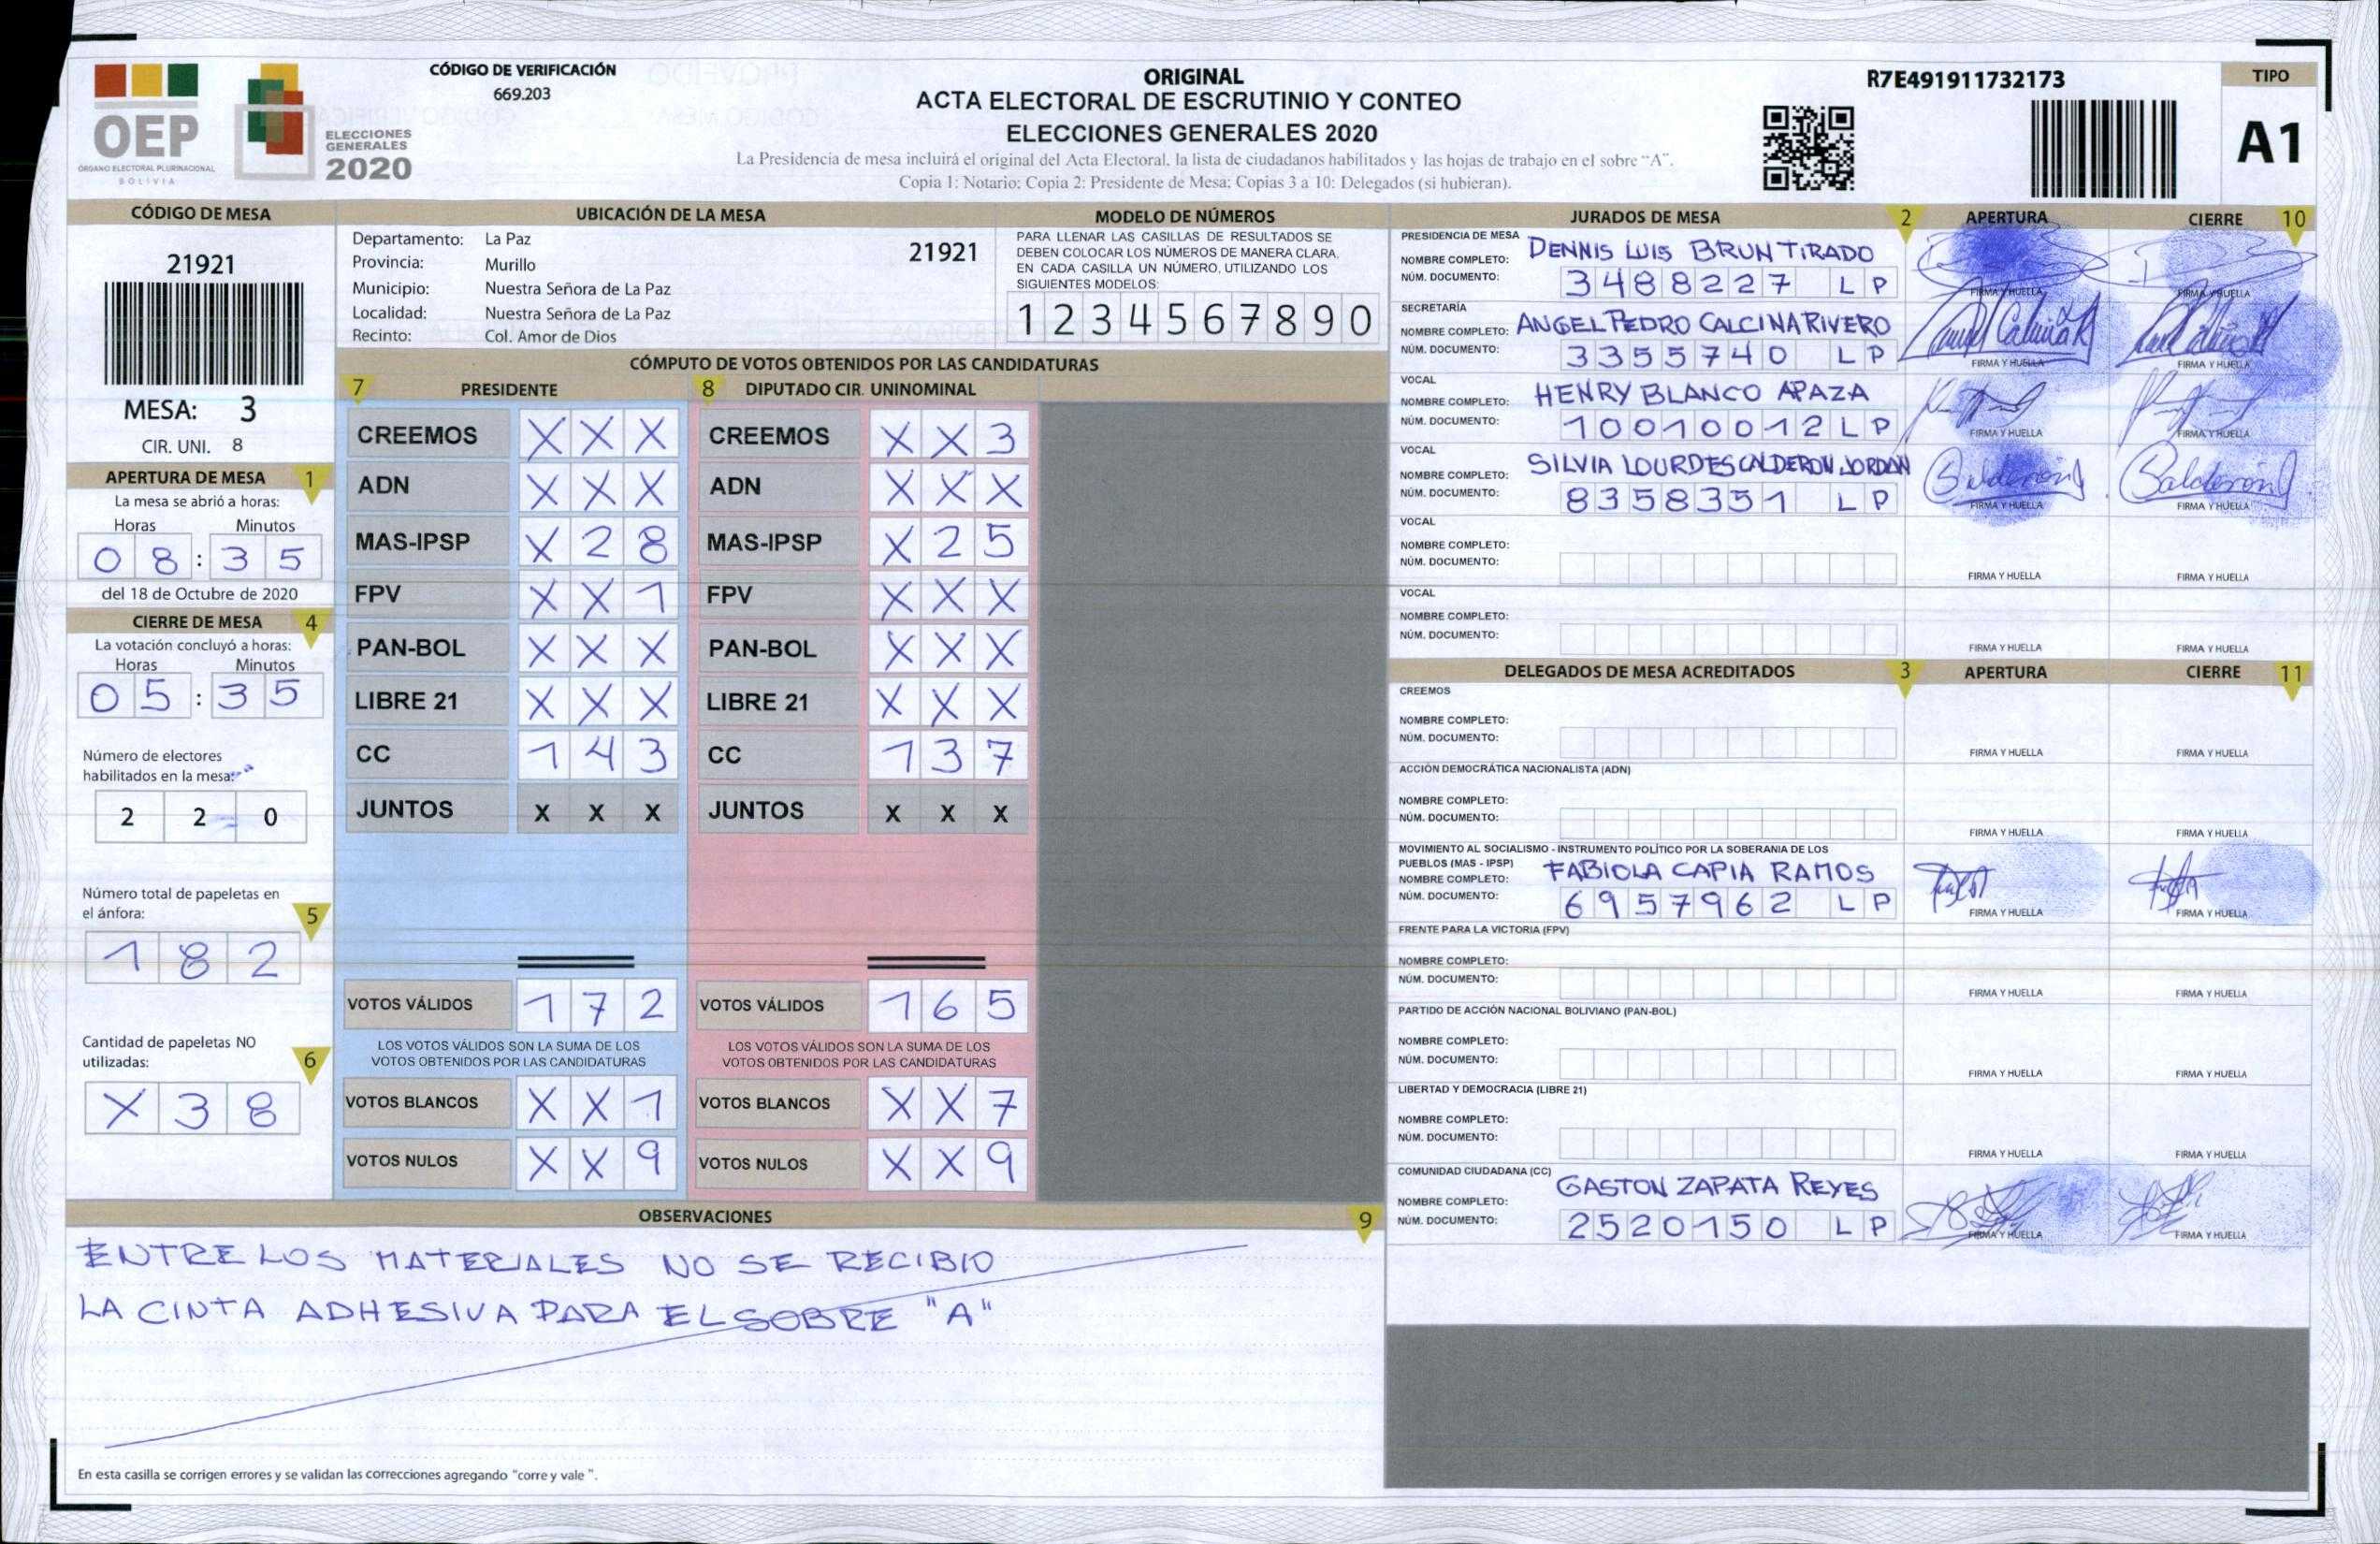 OEP
ÓRGANO ELECTORAL PLURINACIONAL
BOLIVIA
ELECCIONES
GENERALES
2020
CÓDIGO DE VERIFICACIÓN
669.203
ORIGINAL
ACTA ELECTORAL DE ESCRUTINIO Y CONTEO
ELECCIONES GENERALES 2020
La Presidencia de mesa incluirá el original del Acta Electoral, la lista de ciudadanos habilitados y las hojas de trabajo en el sobre "A".
Copia 1: Notario; Copia 2: Presidente de Mesa; Copias 3 a 10: Delegados (si hubieran).
R7E491911732173
TIPO
A1
CÓDIGO DE MESA
21921
MESA: 3
CIR. UNI. 8
APERTURA DE MESA 1
La mesa se abrió a horas:
Horas Minutos
08:35
del 18 de Octubre de 2020
CIERRE DE MESA 4
La votación concluyó a horas:
Horas Minutos
05:35
Número de electores
habilitados en la mesa:
2 2 0
Número total de papeletas en
el ánfora: 5
1 8 2
Cantidad de papeletas NO
utilizadas: 6
X 3 8
UBICACIÓN DE LA MESA
Departamento: La Paz 21921
Provincia: Murillo
Municipio: Nuestra Señora de La Paz
Localidad: Nuestra Señora de La Paz
Recinto: Col. Amor de Dios
MODELO DE NÚMEROS
PARA LLENAR LAS CASILLAS DE RESULTADOS SE
DEBEN COLOCAR LOS NÚMEROS DE MANERA CLARA.
EN CADA CASILLA UN NÚMERO, UTILIZANDO LOS
SIGUIENTES MODELOS:
1 2 3 4 5 6 7 8 9 0
CÓMPUTO DE VOTOS OBTENIDOS POR LAS CANDIDATURAS
7 PRESIDENTE 8 DIPUTADO CIR. UNINOMINAL
CREEMOS X X X CREEMOS X X 3
ADN X X X ADN X X X
MAS-IPSP X 2 8 MAS-IPSP X 2 5
FPV X X 1 FPV X X X
PAN-BOL X X X PAN-BOL X X X
LIBRE 21 X X X LIBRE 21 X X X
CC 1 4 3 CC 1 3 7
JUNTOS X X X JUNTOS X X X
VOTOS VÁLIDOS 1 7 2 VOTOS VÁLIDOS 1 6 5
LOS VOTOS VÁLIDOS SON LA SUMA DE LOS LOS VOTOS VÁLIDOS SON LA SUMA DE LOS
VOTOS OBTENIDOS POR LAS CANDIDATURAS VOTOS OBTENIDOS POR LAS CANDIDATURAS
VOTOS BLANCOS X X 1 VOTOS BLANCOS X X 7
VOTOS NULOS X X 9 VOTOS NULOS X X 9
OBSERVACIONES 9
ENTRE LOS MATERIALES NO SE RECIBIO
LA CINTA ADHESIVA PARA EL SOBRE "A"
En esta casilla se corrigen errores y se validan las correcciones agregando "corre y vale ".
JURADOS DE MESA 2 APERTURA CIERRE 10
PRESIDENCIA DE MESA
NOMBRE COMPLETO: DENNIS LUIS BRUN TIRADO
NÚM. DOCUMENTO: 3488227 LP
FIRMA Y HUELLA FIRMA Y HUELLA
SECRETARÍA
NOMBRE COMPLETO: ANGEL PEDRO CALCINA RIVERO
NÚM. DOCUMENTO: 3355740 LP
FIRMA Y HUELLA FIRMA Y HUELLA
VOCAL
NOMBRE COMPLETO: HENRY BLANCO APAZA
NÚM. DOCUMENTO: 10010012LP
FIRMA Y HUELLA FIRMA Y HUELLA
VOCAL
NOMBRE COMPLETO: SILVIA LOURDES CALDERON JORDAN
NÚM. DOCUMENTO: 8358351 LP
FIRMA Y HUELLA FIRMA Y HUELLA
VOCAL
NOMBRE COMPLETO:
NÚM. DOCUMENTO:
FIRMA Y HUELLA FIRMA Y HUELLA
VOCAL
NOMBRE COMPLETO:
NÚM. DOCUMENTO:
FIRMA Y HUELLA FIRMA Y HUELLA
DELEGADOS DE MESA ACREDITADOS 3 APERTURA CIERRE 11
CREEMOS
NOMBRE COMPLETO:
NÚM. DOCUMENTO:
FIRMA Y HUELLA FIRMA Y HUELLA
ACCIÓN DEMOCRÁTICA NACIONALISTA (ADN)
NOMBRE COMPLETO:
NÚM. DOCUMENTO:
FIRMA Y HUELLA FIRMA Y HUELLA
MOVIMIENTO AL SOCIALISMO - INSTRUMENTO POLÍTICO POR LA SOBERANIA DE LOS
PUEBLOS (MAS - IPSP)
NOMBRE COMPLETO: FABIOLA CAPIA RAMOS
NÚM. DOCUMENTO: 6957962 LP
FIRMA Y HUELLA FIRMA Y HUELLA
FRENTE PARA LA VICTORIA (FPV)
NOMBRE COMPLETO:
NÚM. DOCUMENTO:
FIRMA Y HUELLA FIRMA Y HUELLA
PARTIDO DE ACCIÓN NACIONAL BOLIVIANO (PAN-BOL)
NOMBRE COMPLETO:
NÚM. DOCUMENTO:
FIRMA Y HUELLA FIRMA Y HUELLA
LIBERTAD Y DEMOCRACIA (LIBRE 21)
NOMBRE COMPLETO:
NÚM. DOCUMENTO:
FIRMA Y HUELLA FIRMA Y HUELLA
COMUNIDAD CIUDADANA (CC)
NOMBRE COMPLETO: GASTON ZAPATA REYES
NÚM. DOCUMENTO: 2520150 LP
FIRMA Y HUELLA FIRMA Y HUELLA